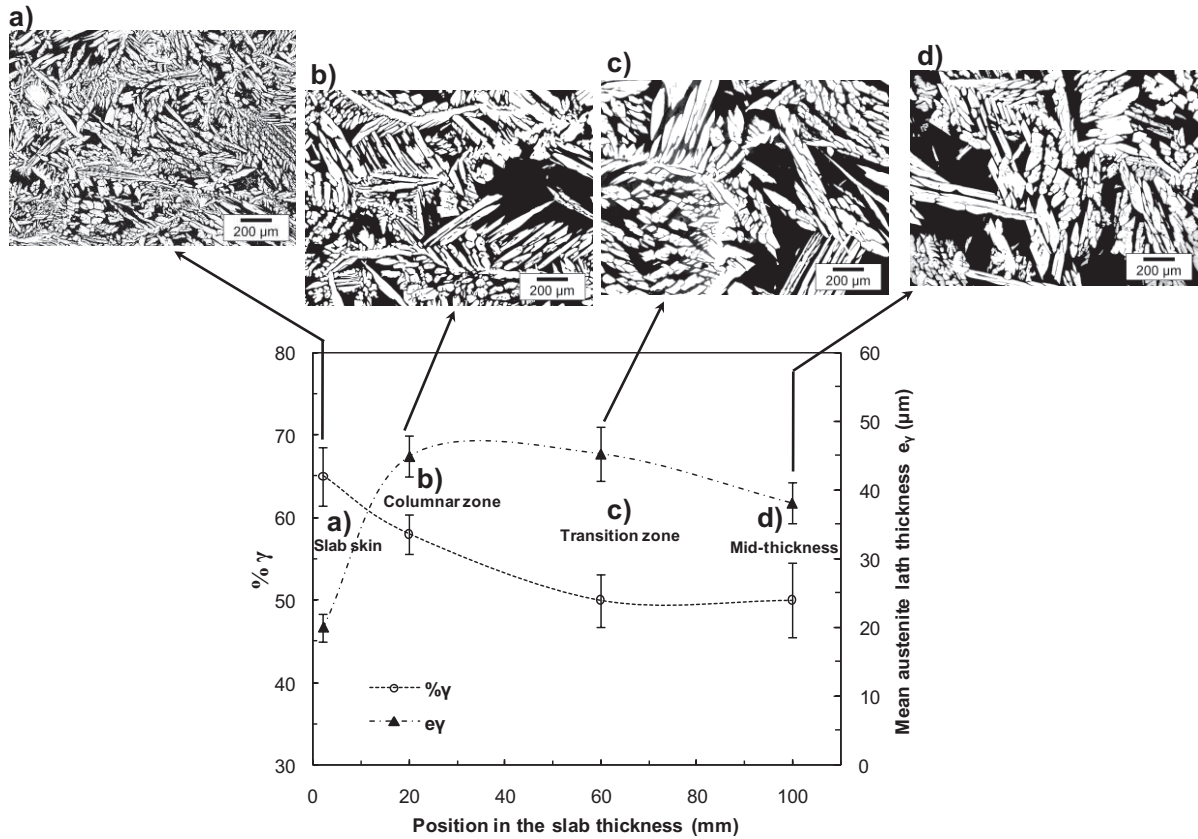 a)
b)
c)
d)
200 µm
200 µm
200 µm
200 µm
80
70
60
50
40
30
% γ
60
50
40
30
20
10
0
Mean austenite lath thickness eγ (µm)
a)
Slab skin
b)
Columnar zone
c)
Transition zone
d)
Mid-thickness
%γ
eγ
0
20
40
60
80
100
Position in the slab thickness (mm)